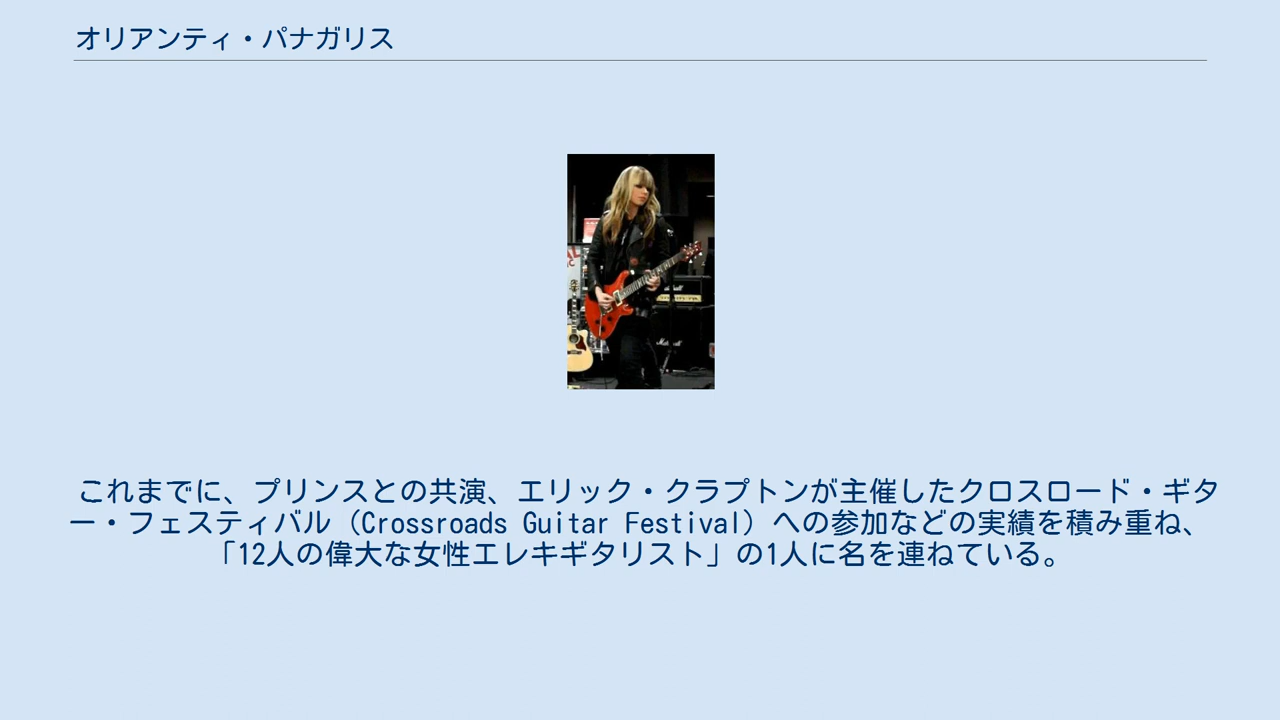 オリアンティ・パナガリス
Marshall
これまでに、プリンスとの共演、エリック・クラプトンが主催したクロスロード・ギタ
ー・フェスティバル（Crossroads Guitar Festival）への参加などの実績を積み重ね、
「12人の偉大な女性エレキギタリスト」の1人に名を連ねている。